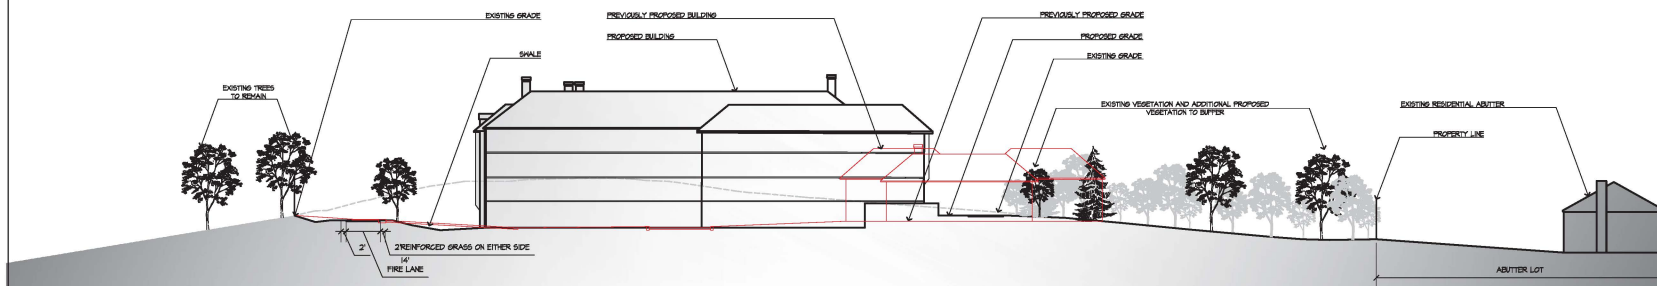 EXISTING GRADE
PREVIOUSLY PROPOSED BUILDING
PREVIOUSLY PROPOSED GRADE
PROPOSED BUILDING
PROPOSED GRADE
SWALE
EXISTING GRADE
EXISTING TREES
TO REMAIN
EXISTING VEGETATION AND ADDITIONAL PROPOSED
VEGETATION TO BUFFER
EXISTING RESIDENTIAL ABUTTER
PROPERTY LINE
2'
2'REINFORCED GRASS ON EITHER SIDE
14'
FIRE LANE
ABUTTER LOT